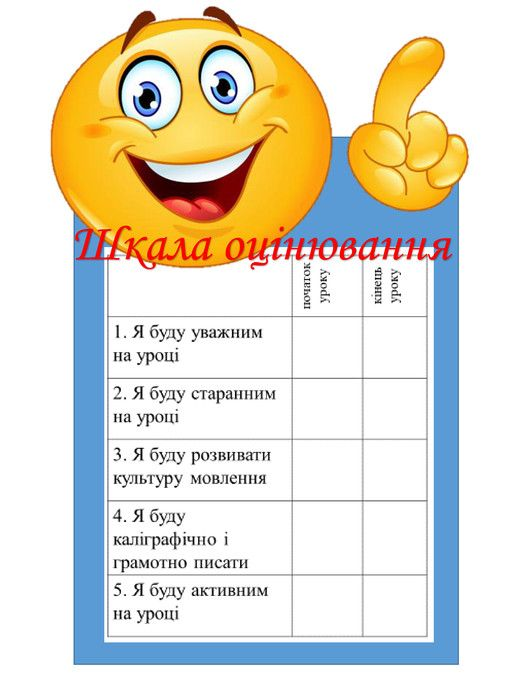 Шкала оцінювання
початок
уроку
кінець
уроку
1. Я буду уважним
на уроці
2. Я буду старанним
на уроці
3. Я буду розвивати
культуру мовлення
4. Я буду
каліграфічно і
грамотно писати
5. Я буду активним
на уроці